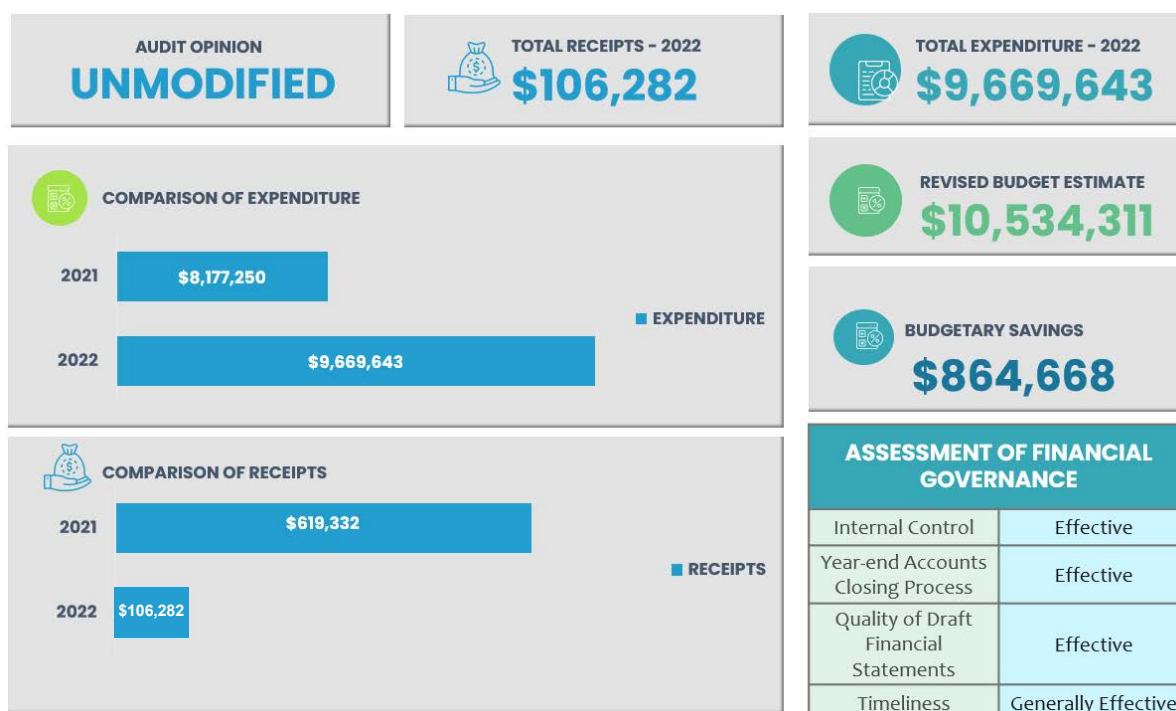 AUDIT OPINION
UNMODIFIED
TOTAL RECEIPTS - 2022
$106,282
TOTAL EXPENDITURE - 2022
$9,669,643
COMPARISON OF EXPENDITURE
2021
$8,177,250
EXPENDITURE
2022
$9,669,643
REVISED BUDGET ESTIMATE
$10,534,311
BUDGETARY SAVINGS
$864,668
COMPARISON OF RECEIPTS
2021
$619,332
RECEIPTS
2022
$106,282
ASSESSMENT OF FINANCIAL
GOVERNANCE
Internal Control
Effective
Year-end Accounts
Closing Process
Effective
Quality of Draft
Financial
Statements
Effective
Timeliness
Generally Effective